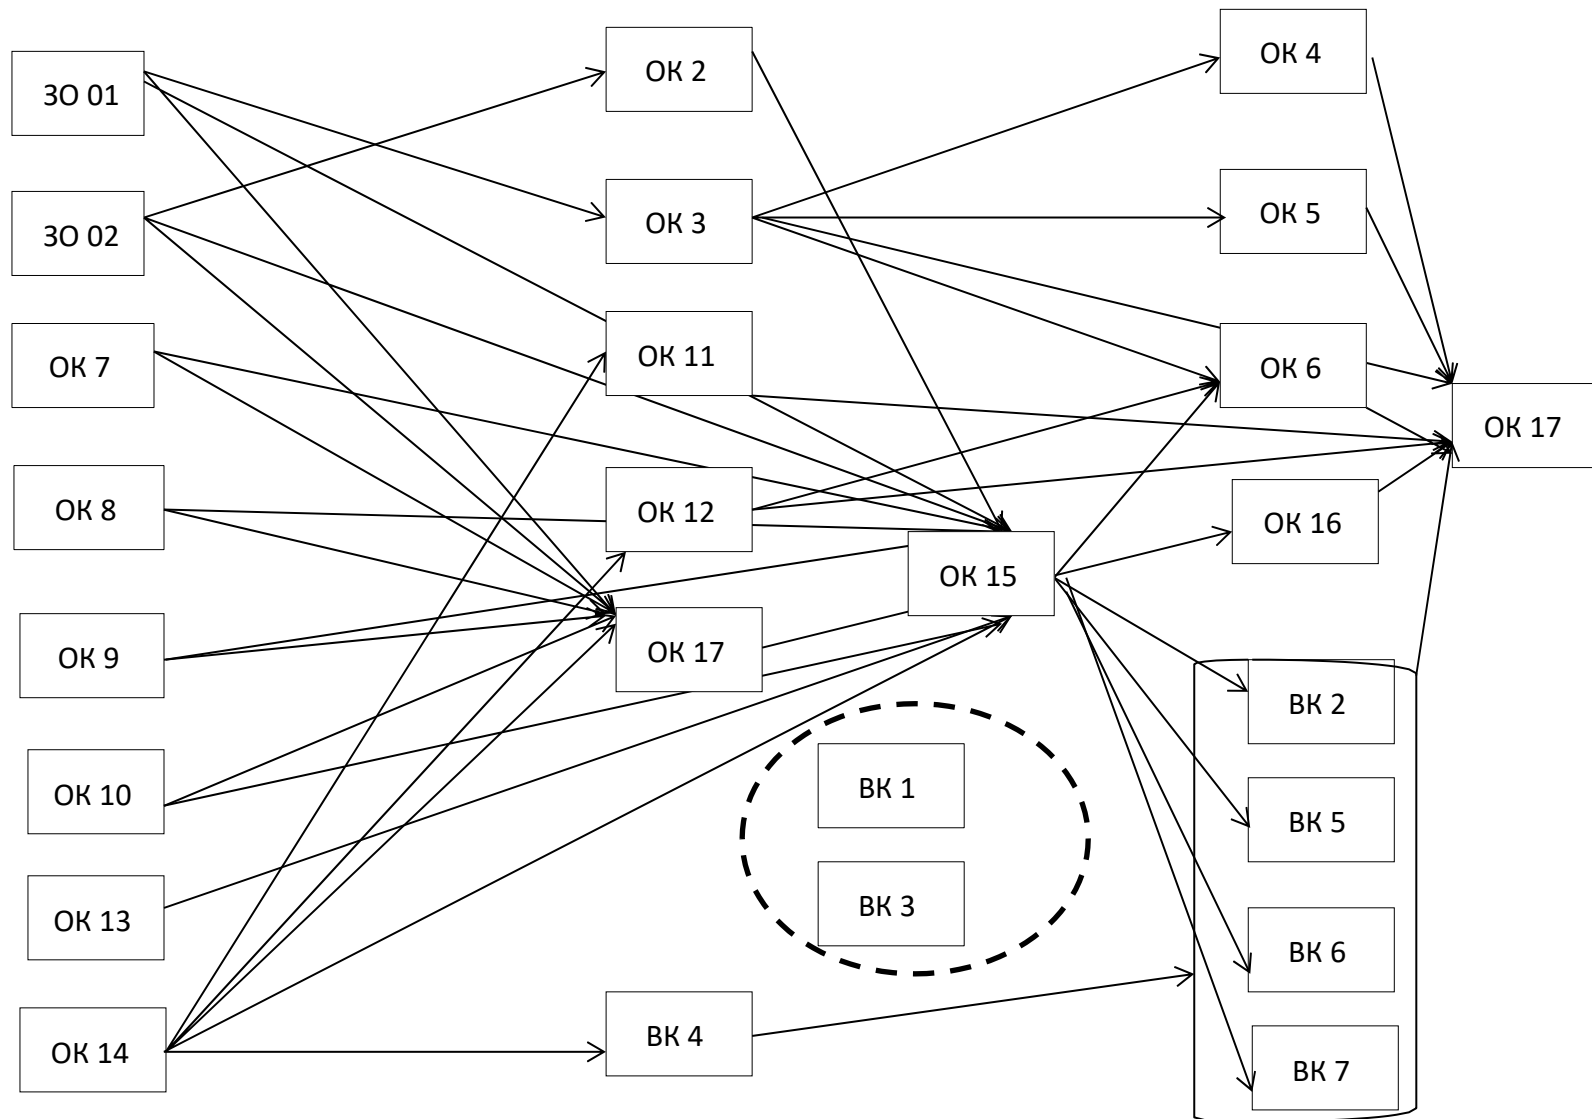 ЗО 01
ОК 2
ОК 4
ЗО 02
ОК 3
ОК 5
ОК 7
ОК 11
ОК 6
ОК 17
ОК 8
ОК 12
ОК 15
ОК 16
ОК 9
ОК 17
ВК 2
ОК 10
ВК 1
ВК 5
ОК 13
ВК 3
ВК 6
ОК 14
ВК 4
ВК 7